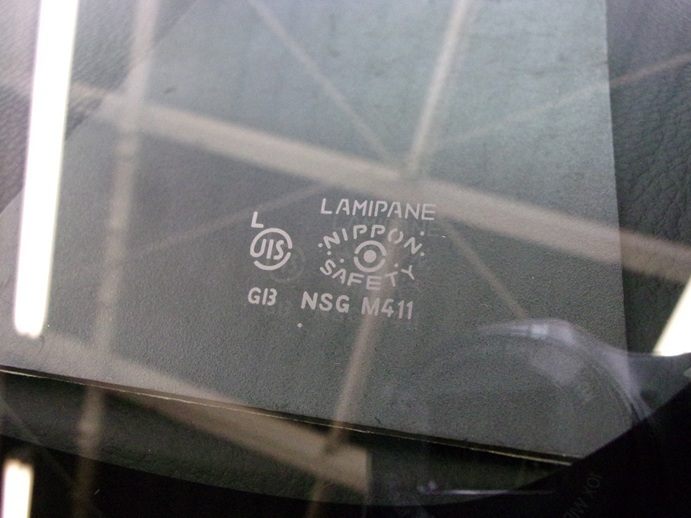 LAMIPANE
L
JIS
NIPPON
SAFETY
GB NSG M411